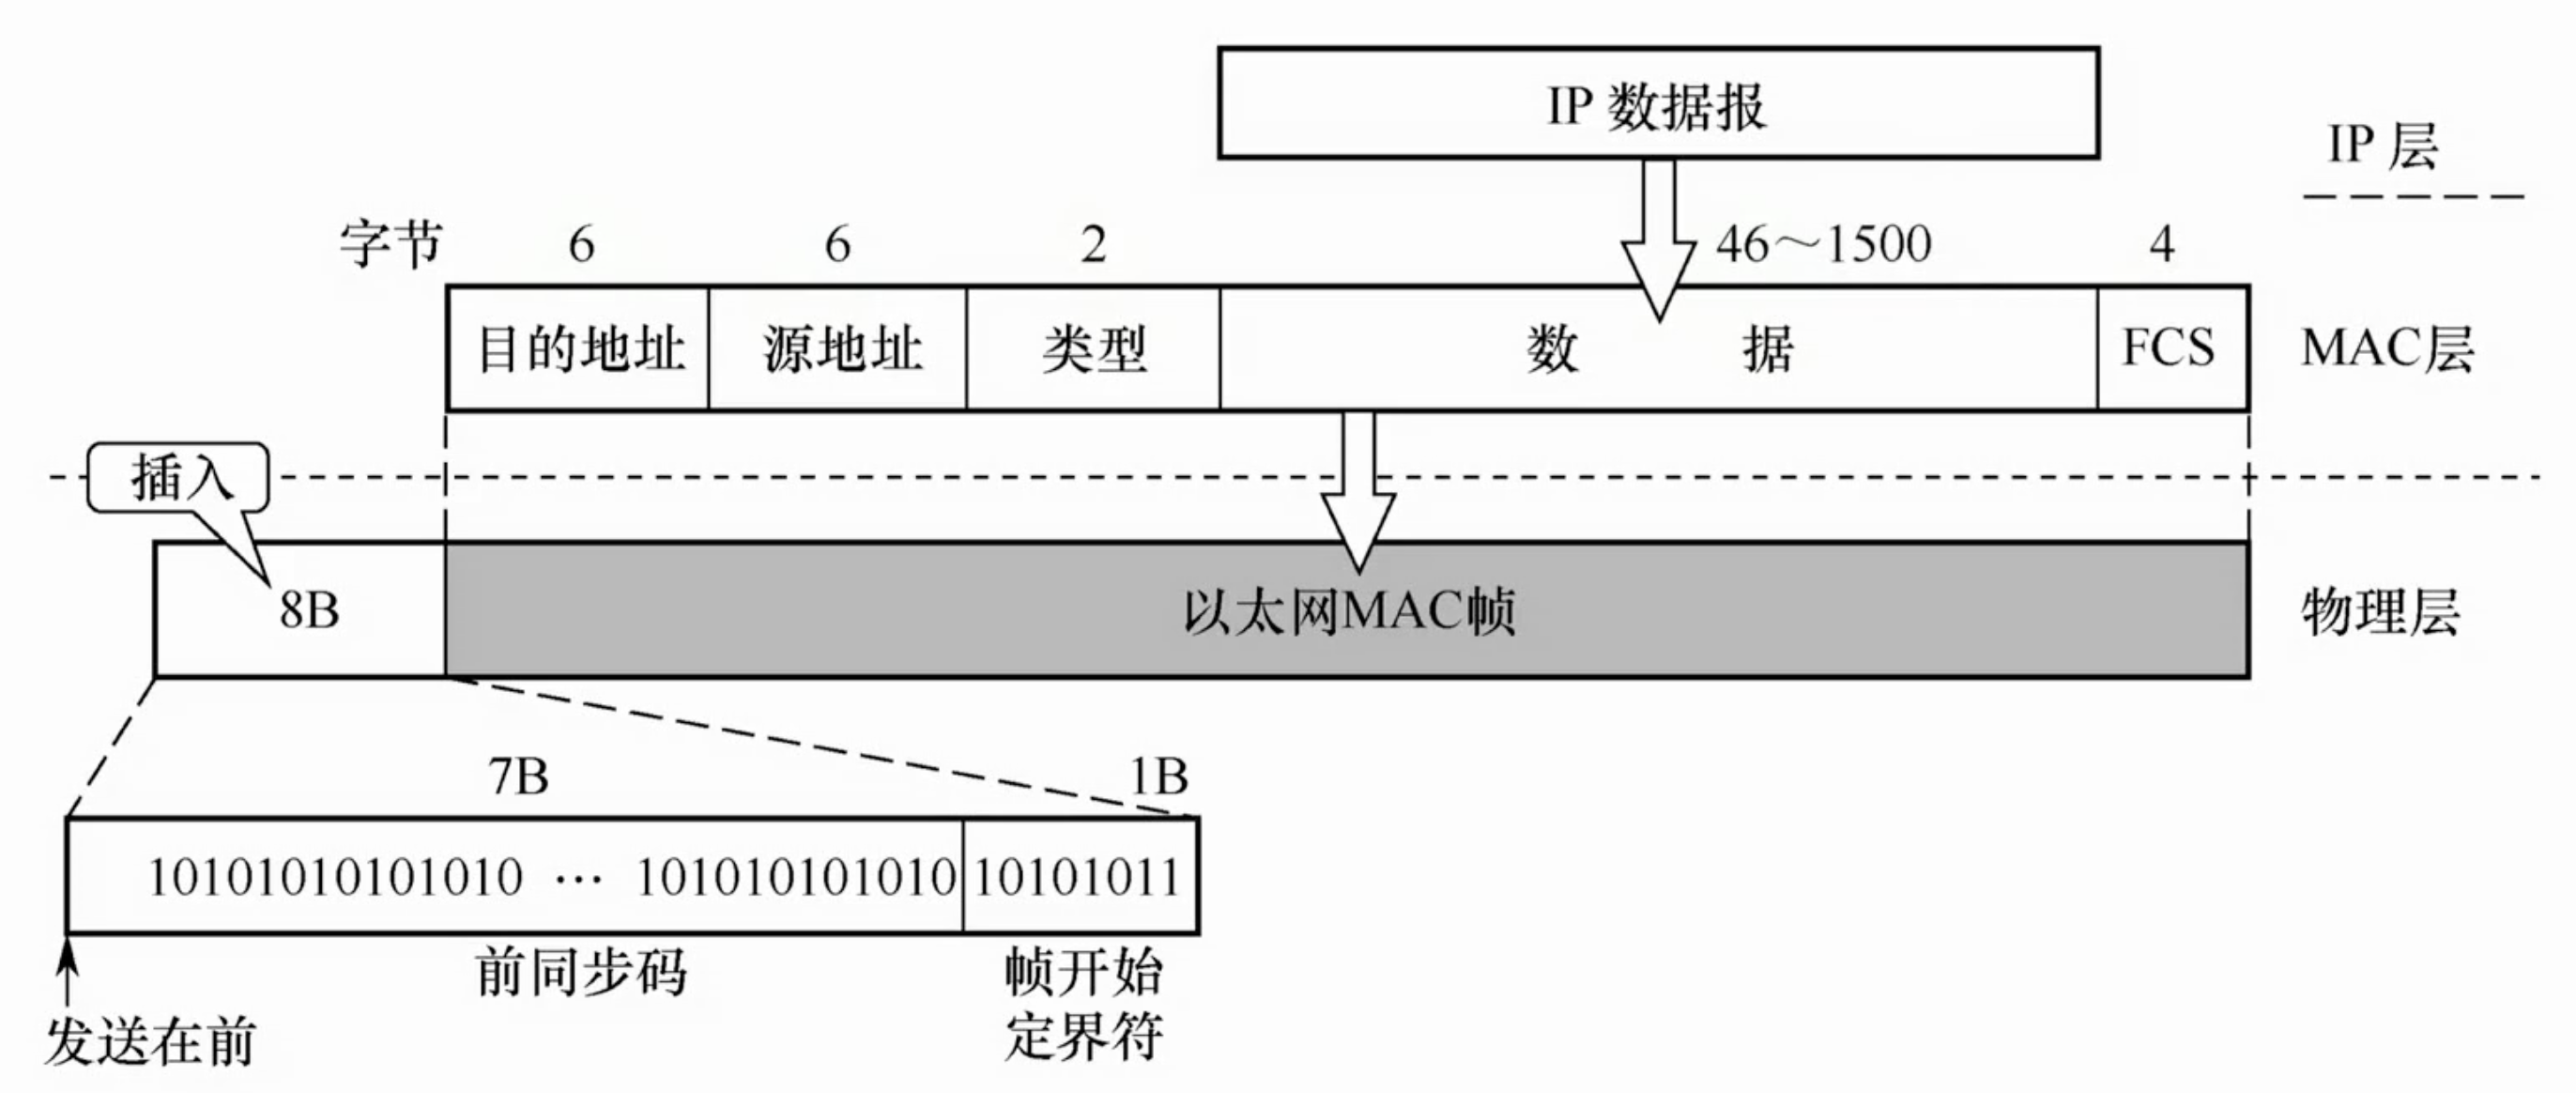 IP 数据报
IP 层
字节 6 6 2 46～1500 4
目的地址 源地址 类型 数 据 FCS MAC层
插入
8B 以太网MAC帧 物理层
7B 1B
10101010101010 … 101010101010 10101011
前同步码 帧开始
定界符
发送在前